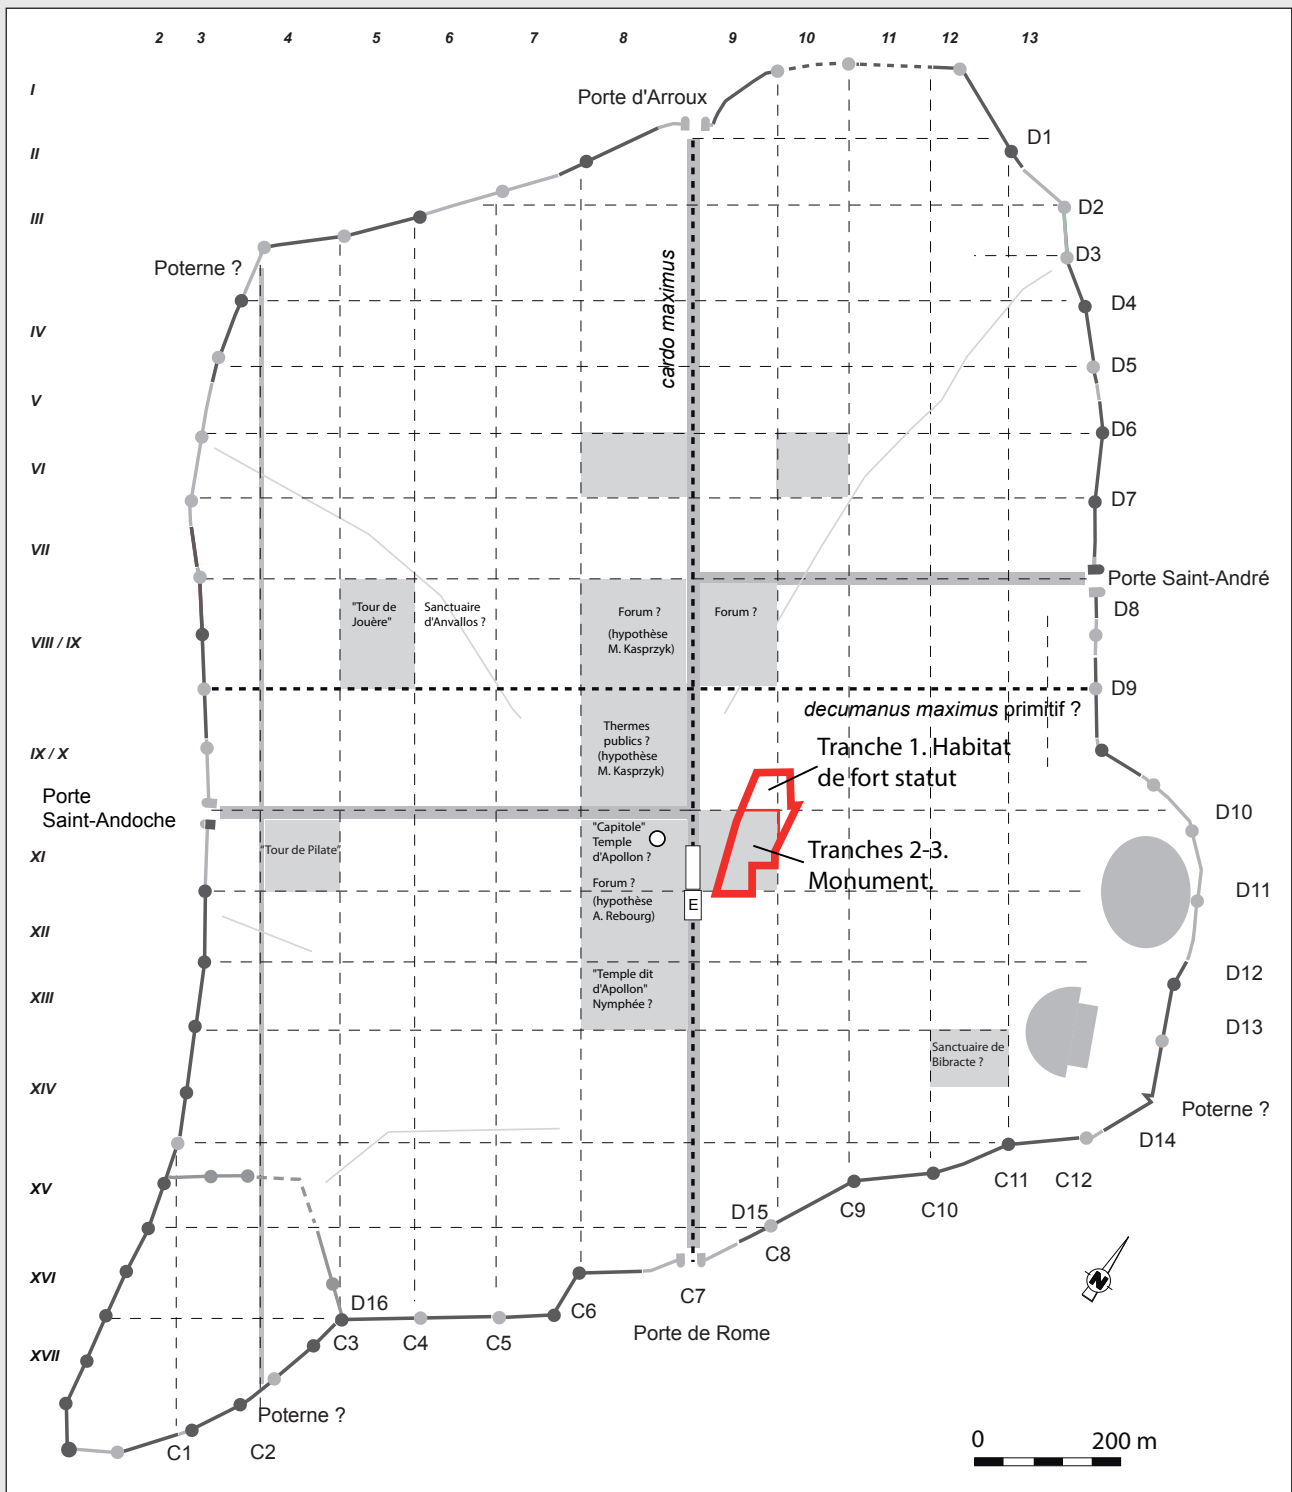 2 3 4 5 6 7 8 9 10 11 12 13
I
Porte d'Arroux
D1
II
D2
III
D3
Poterne ?
cardo maximus
D4
IV
D5
V
D6
VI
D7
VII
Porte Saint-André
"Tour de
Jouère"
Sanctuaire
d'Anvallos ?
Forum ?
(hypothèse
M. Kasprzyk)
Forum ?
D8
VIII / IX
D9
decumanus maximus primitif ?
Thermes
publics ?
(hypothèse
M. Kasprzyk)
Tranche 1. Habitat
de fort statut
IX / X
Porte
Saint-Andoche
D10
"Capitole"
Temple
d'Apollon ?
Forum ?
(hypothèse
A. Rebourg)
"Tour de Pilate"
XI
Tranches 2-3.
Monument.
E
D11
XII
"Temple dit
d'Apollon"
Nymphée ?
D12
XIII
D13
Sanctuaire de
Bibracte ?
XIV
Poterne ?
D14
XV
C11
C12
C9
C10
D15
C8
XVI
N
C7
D16
C6
Porte de Rome
C3
C4
C5
XVII
Poterne ?
C1
C2
0 200 m